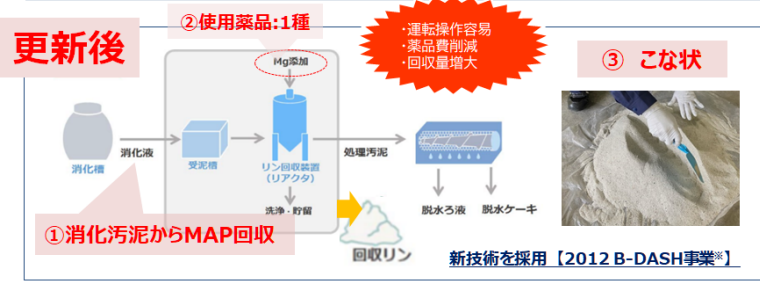 更新後
②使用薬品:1種
・運転操作容易
・薬品費削減
・回収量増大
③ こな状
Mg添加
消化槽
消化液
受泥槽
リン回収装置
(リアクタ)
処理汚泥
洗浄・貯留
脱水ろ液
脱水ケーキ
①消化汚泥からMAP回収
回収リン
新技術を採用【2012 B-DASH事業※】